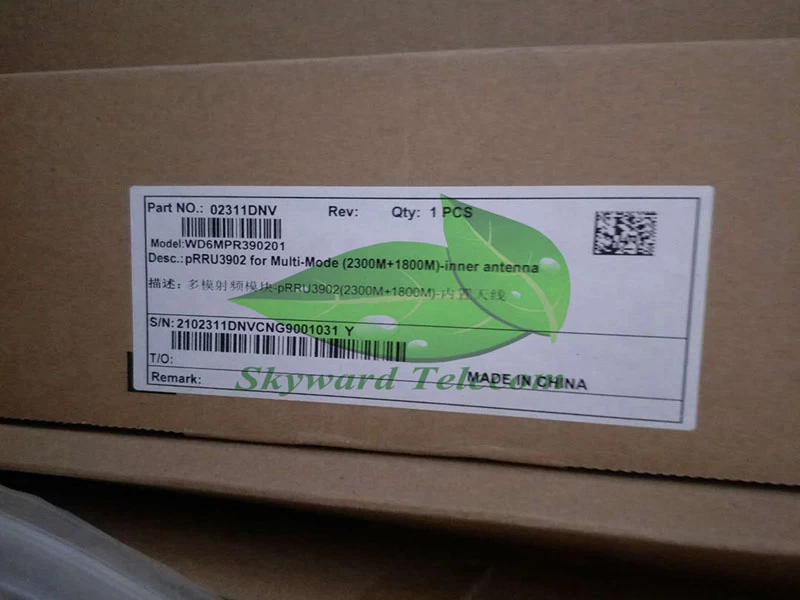 Part NO.: 02311DNV Rev: Qty: 1 PCS
Model:WD6MPR390201
Desc.: pRRU3902 for Multi-Mode (2300M+1800M)-inner antenna
描述: 多模射频模块-pRRU3902(2300M+1800M)-内置天线
S/N: 2102311DNVCNG9001031 Y
T/O:
Remark: MADE IN CHINA
Skyward Telecom